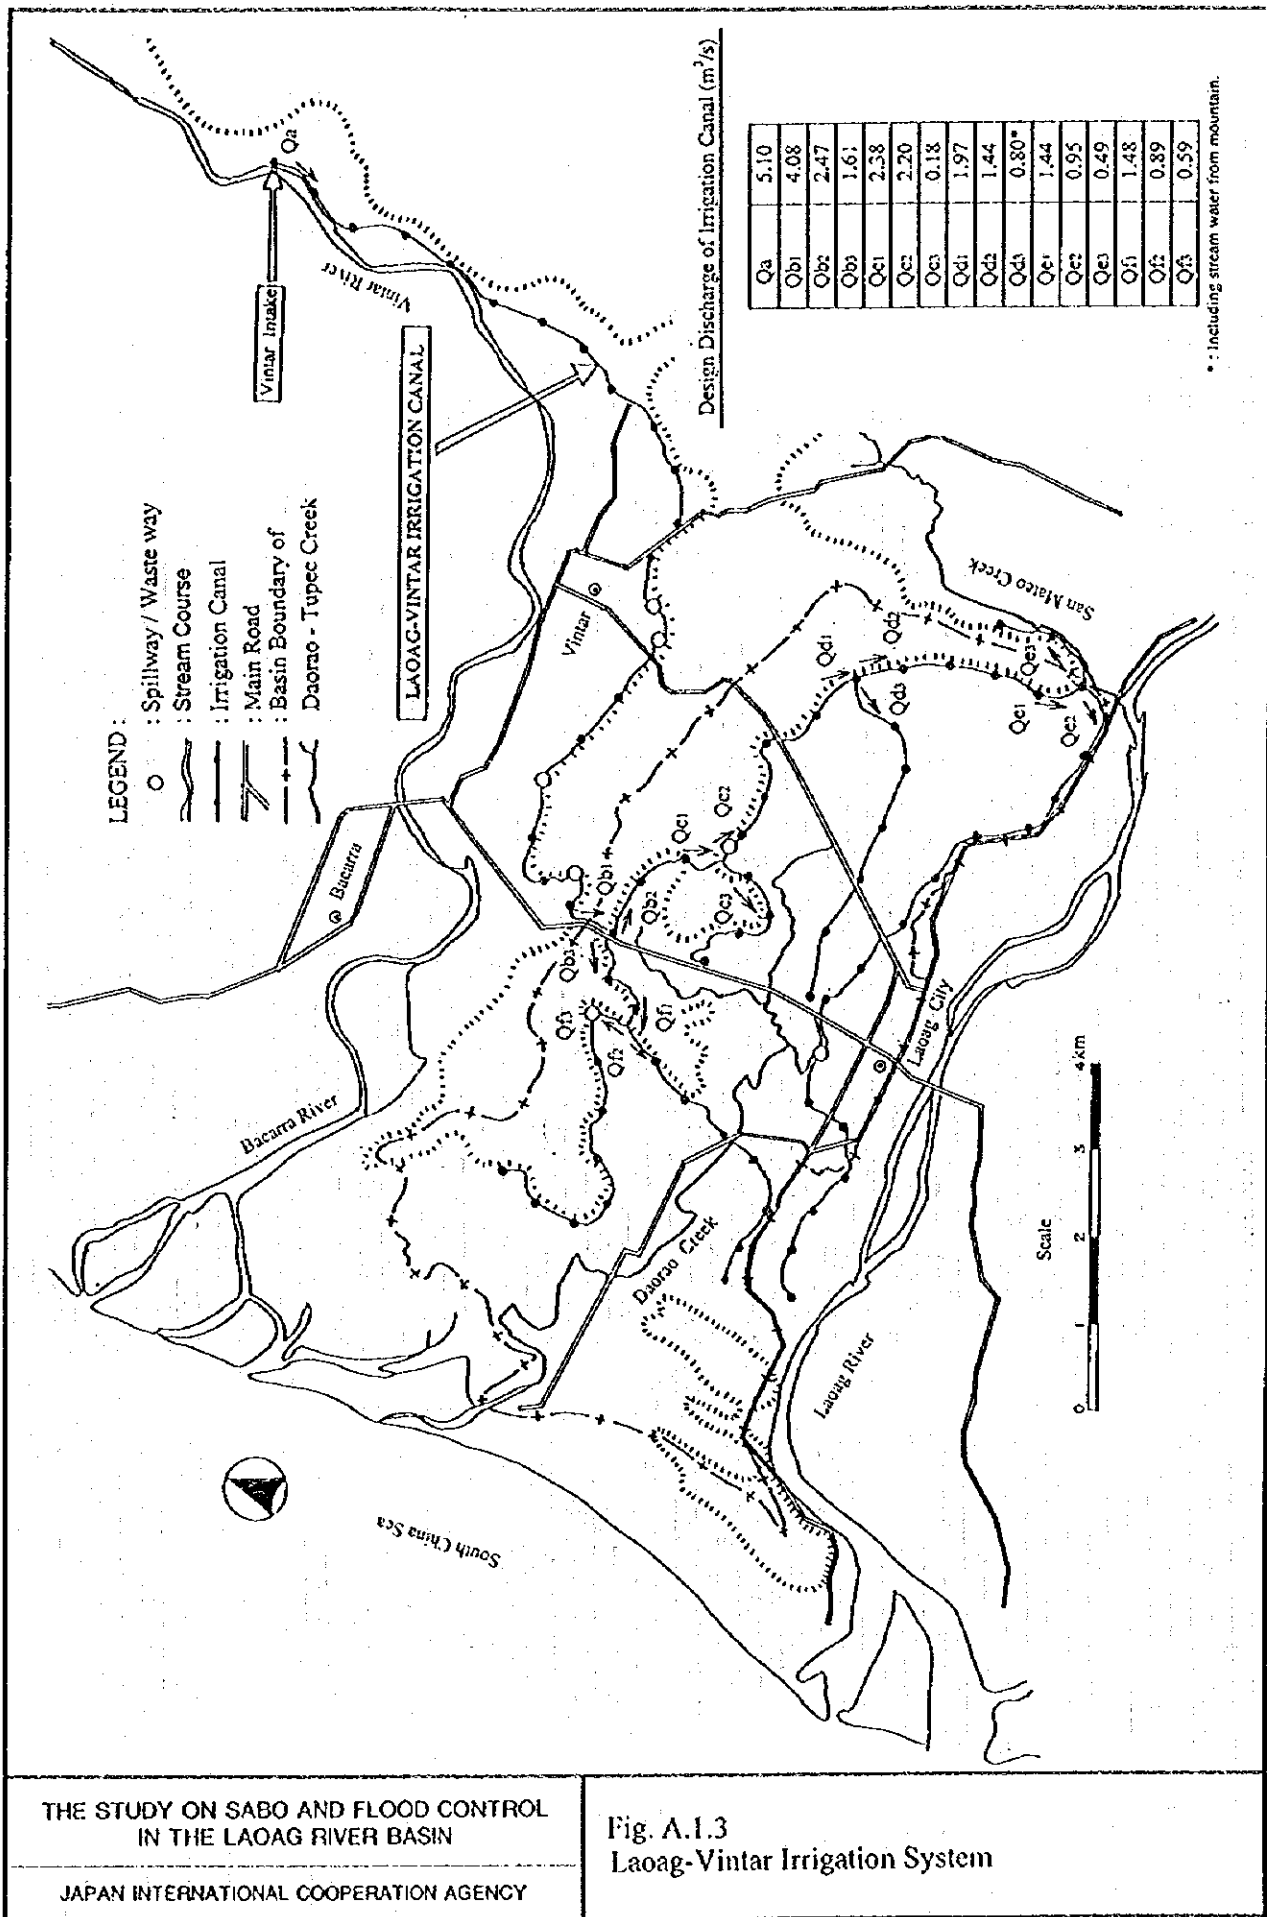 LEGEND :
: Spillway / Waste way
: Stream Course
: Irrigation Canal
: Main Road
: Basin Boundary of
Daorao - Tupec Creek
Vintar Intake
LAOAG-VINTAR IRRIGATION CANAL
Qa
Vintar River
Bacarra
Vintar
Bacarra River
Qb1
Qb2
Qb3
Qc1
Qc2
Qc3
Qd1
Qd2
Qd3
Qe1
Qe2
Qe3
Qf1
Qf2
Qf3
San Mateo Creek
Laoag City
Daorao Creek
Laoag River
South China Sea
Scale
0 1 2 3 4 km
Design Discharge of Irrigation Canal (m³/s)
Qa 5.10
Qb1 4.08
Qb2 2.47
Qb3 1.61
Qc1 2.38
Qc2 2.20
Qc3 0.18
Qd1 1.97
Qd2 1.44
Qd3 0.80*
Qe1 1.44
Qe2 0.95
Qe3 0.49
Qf1 1.48
Qf2 0.89
Qf3 0.59
* : Including stream water from mountain.
THE STUDY ON SABO AND FLOOD CONTROL
IN THE LAOAG RIVER BASIN
JAPAN INTERNATIONAL COOPERATION AGENCY
Fig. A.1.3
Laoag-Vintar Irrigation System